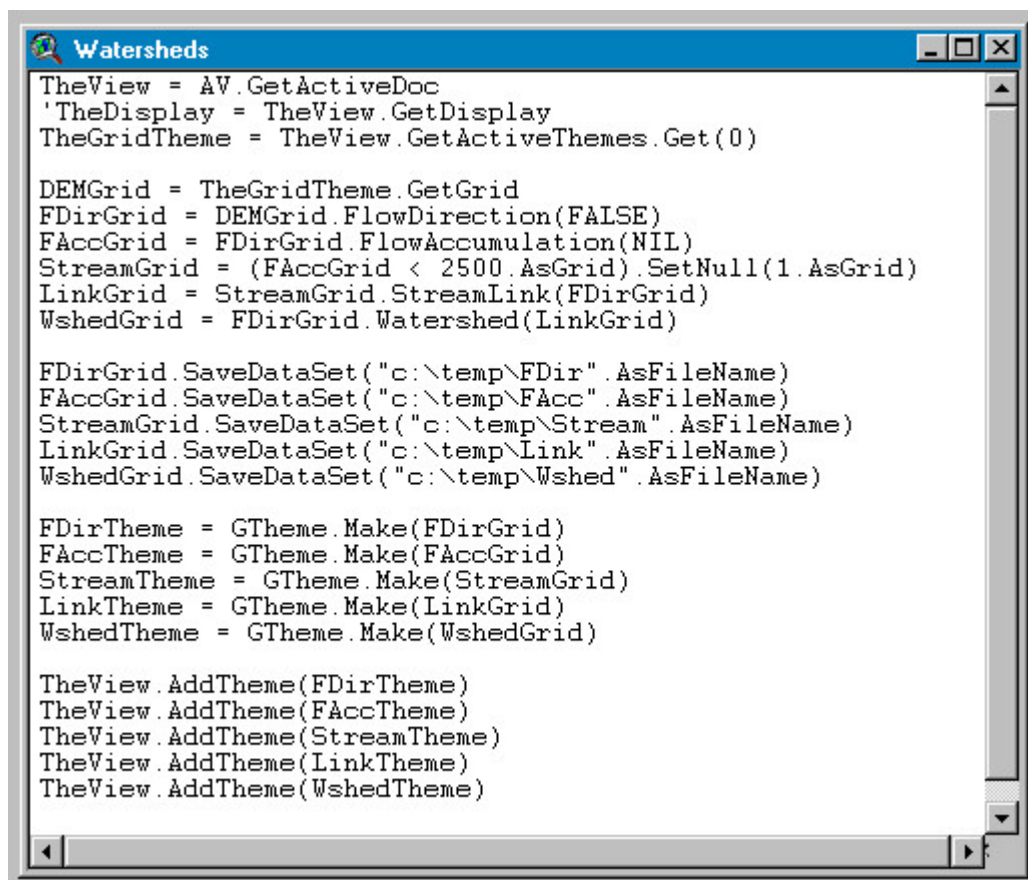 Watersheds
TheView = AV.GetActiveDoc
'TheDisplay = TheView.GetDisplay
TheGridTheme = TheView.GetActiveThemes.Get(0)
DEMGrid = TheGridTheme.GetGrid
FDirGrid = DEMGrid.FlowDirection(FALSE)
FAccGrid = FDirGrid.FlowAccumulation(NIL)
StreamGrid = (FAccGrid < 2500.AsGrid).SetNull(1.AsGrid)
LinkGrid = StreamGrid.StreamLink(FDirGrid)
WshedGrid = FDirGrid.Watershed(LinkGrid)
FDirGrid.SaveDataSet("c:\temp\FDir".AsFileName)
FAccGrid.SaveDataSet("c:\temp\FAcc".AsFileName)
StreamGrid.SaveDataSet("c:\temp\Stream".AsFileName)
LinkGrid.SaveDataSet("c:\temp\Link".AsFileName)
WshedGrid.SaveDataSet("c:\temp\Wshed".AsFileName)
FDirTheme = GTheme.Make(FDirGrid)
FAccTheme = GTheme.Make(FAccGrid)
StreamTheme = GTheme.Make(StreamGrid)
LinkTheme = GTheme.Make(LinkGrid)
WshedTheme = GTheme.Make(WshedGrid)
TheView.AddTheme(FDirTheme)
TheView.AddTheme(FAccTheme)
TheView.AddTheme(StreamTheme)
TheView.AddTheme(LinkTheme)
TheView.AddTheme(WshedTheme)